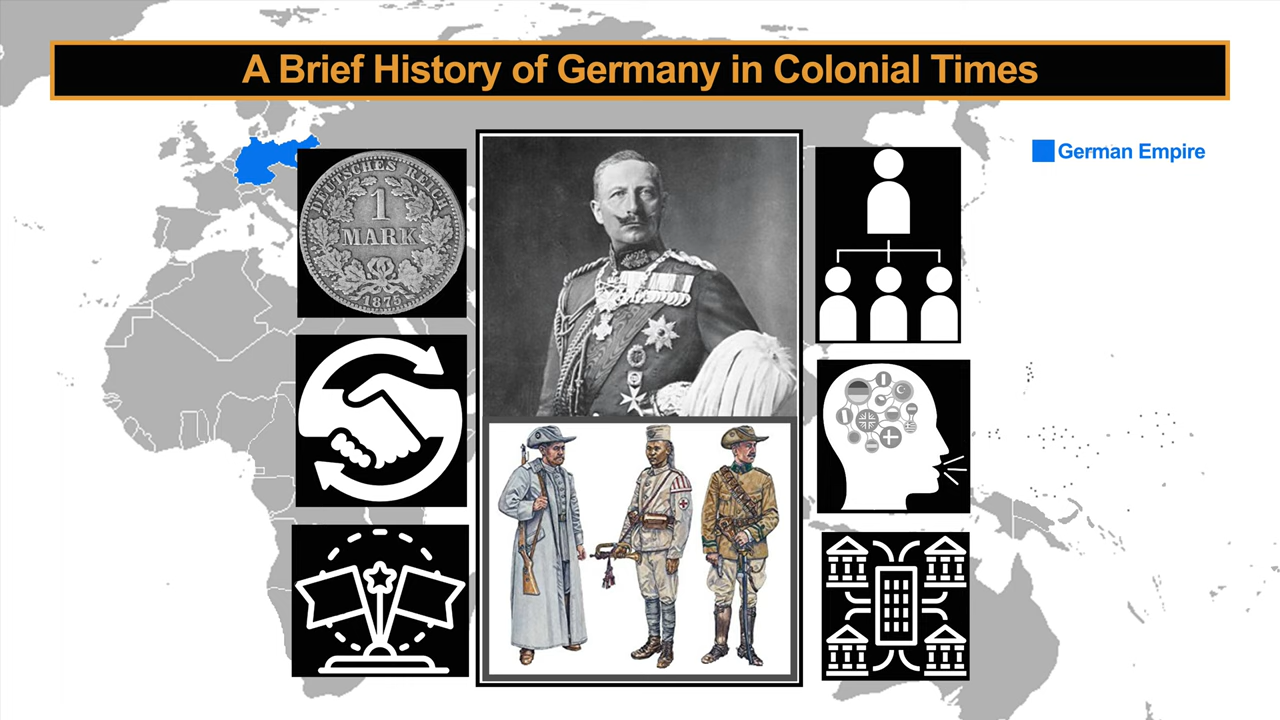 A Brief History of Germany in Colonial Times
German Empire
DEUTSCHES REICH
1
MARK
1875